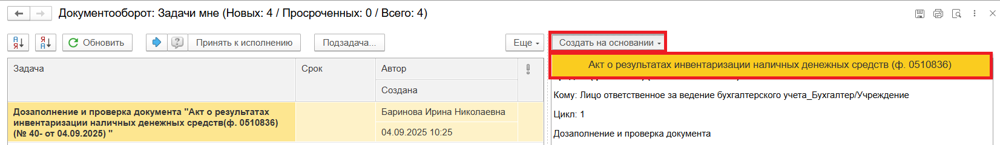 Документооборот: Задачи мне (Новых: 4 / Просроченных: 0 / Всего: 4)
Обновить
Принять к исполнению
Подзадача...
Еще
Создать на основании
Акт о результатах инвентаризации наличных денежных средств (ф. 0510836)
Задача
Срок
Автор
Создана
Дозаполнение и проверка документа "Акт о результатах
инвентаризации наличных денежных средств(ф. 0510836)
(№ 40- от 04.09.2025) "
Баринова Ирина Николаевна
04.09.2025 10:25
Кому: Лицо ответственное за ведение бухгалтерского учета_Бухгалтер/Учреждение
Цикл: 1
Дозаполнение и проверка документа